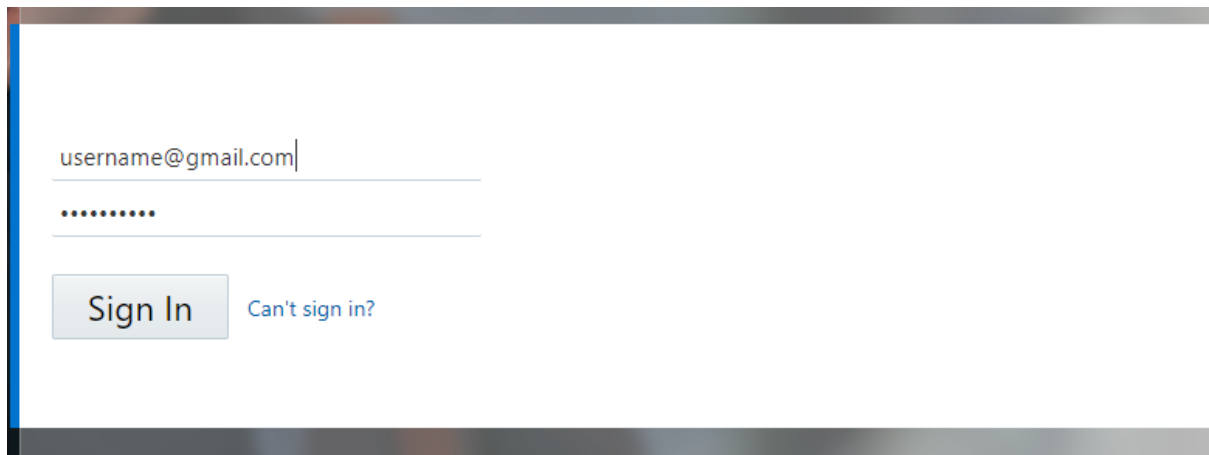 username@gmail.com
••••••••••
Sign In
Can't sign in?